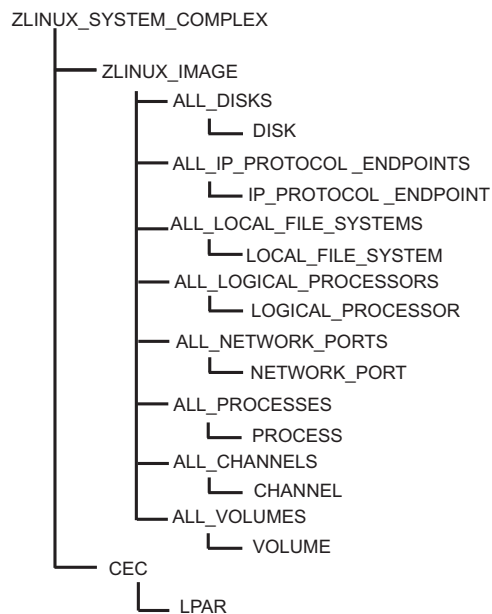 ZLINUX_SYSTEM_COMPLEX
ZLINUX_IMAGE
ALL_DISKS
DISK
ALL_IP_PROTOCOL _ENDPOINTS
IP_PROTOCOL _ENDPOINT
ALL_LOCAL_FILE_SYSTEMS
LOCAL_FILE_SYSTEM
ALL_LOGICAL_PROCESSORS
LOGICAL_PROCESSOR
ALL_NETWORK_PORTS
NETWORK_PORT
ALL_PROCESSES
PROCESS
ALL_CHANNELS
CHANNEL
ALL_VOLUMES
VOLUME
CEC
LPAR